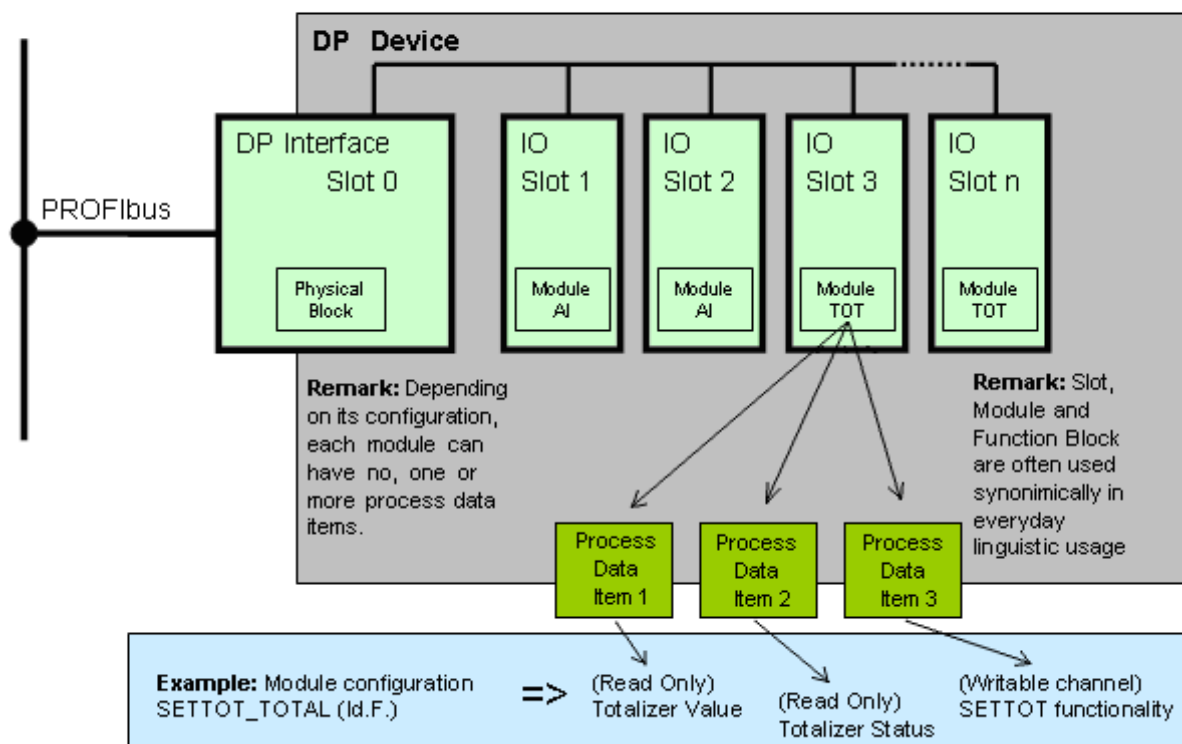 DP Device
DP Interface
Slot 0
IO
Slot 1
IO
Slot 2
IO
Slot 3
IO
Slot n
PROFIbus
Physical
Block
Module
AI
Module
AI
Module
TOT
Module
TOT
Remark: Depending
on its configuration,
each module can
have no, one or
more process data
items.
Remark: Slot,
Module and
Function Block
are often used
synonimically in
everyday
linguistic usage
Process
Data
Item 1
Process
Data
Item 2
Process
Data
Item 3
Example: Module configuration
SETTOT_TOTAL (Id.F.)
=>
(Read Only)
Totalizer Value
(Read Only)
Totalizer Status
(Writable channel)
SETTOT functionality